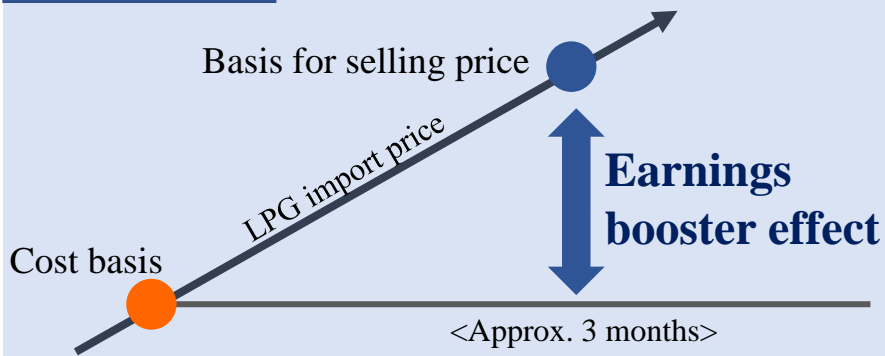 Basis for selling price
LPG import price
Earnings
booster effect
Cost basis
<Approx. 3 months>